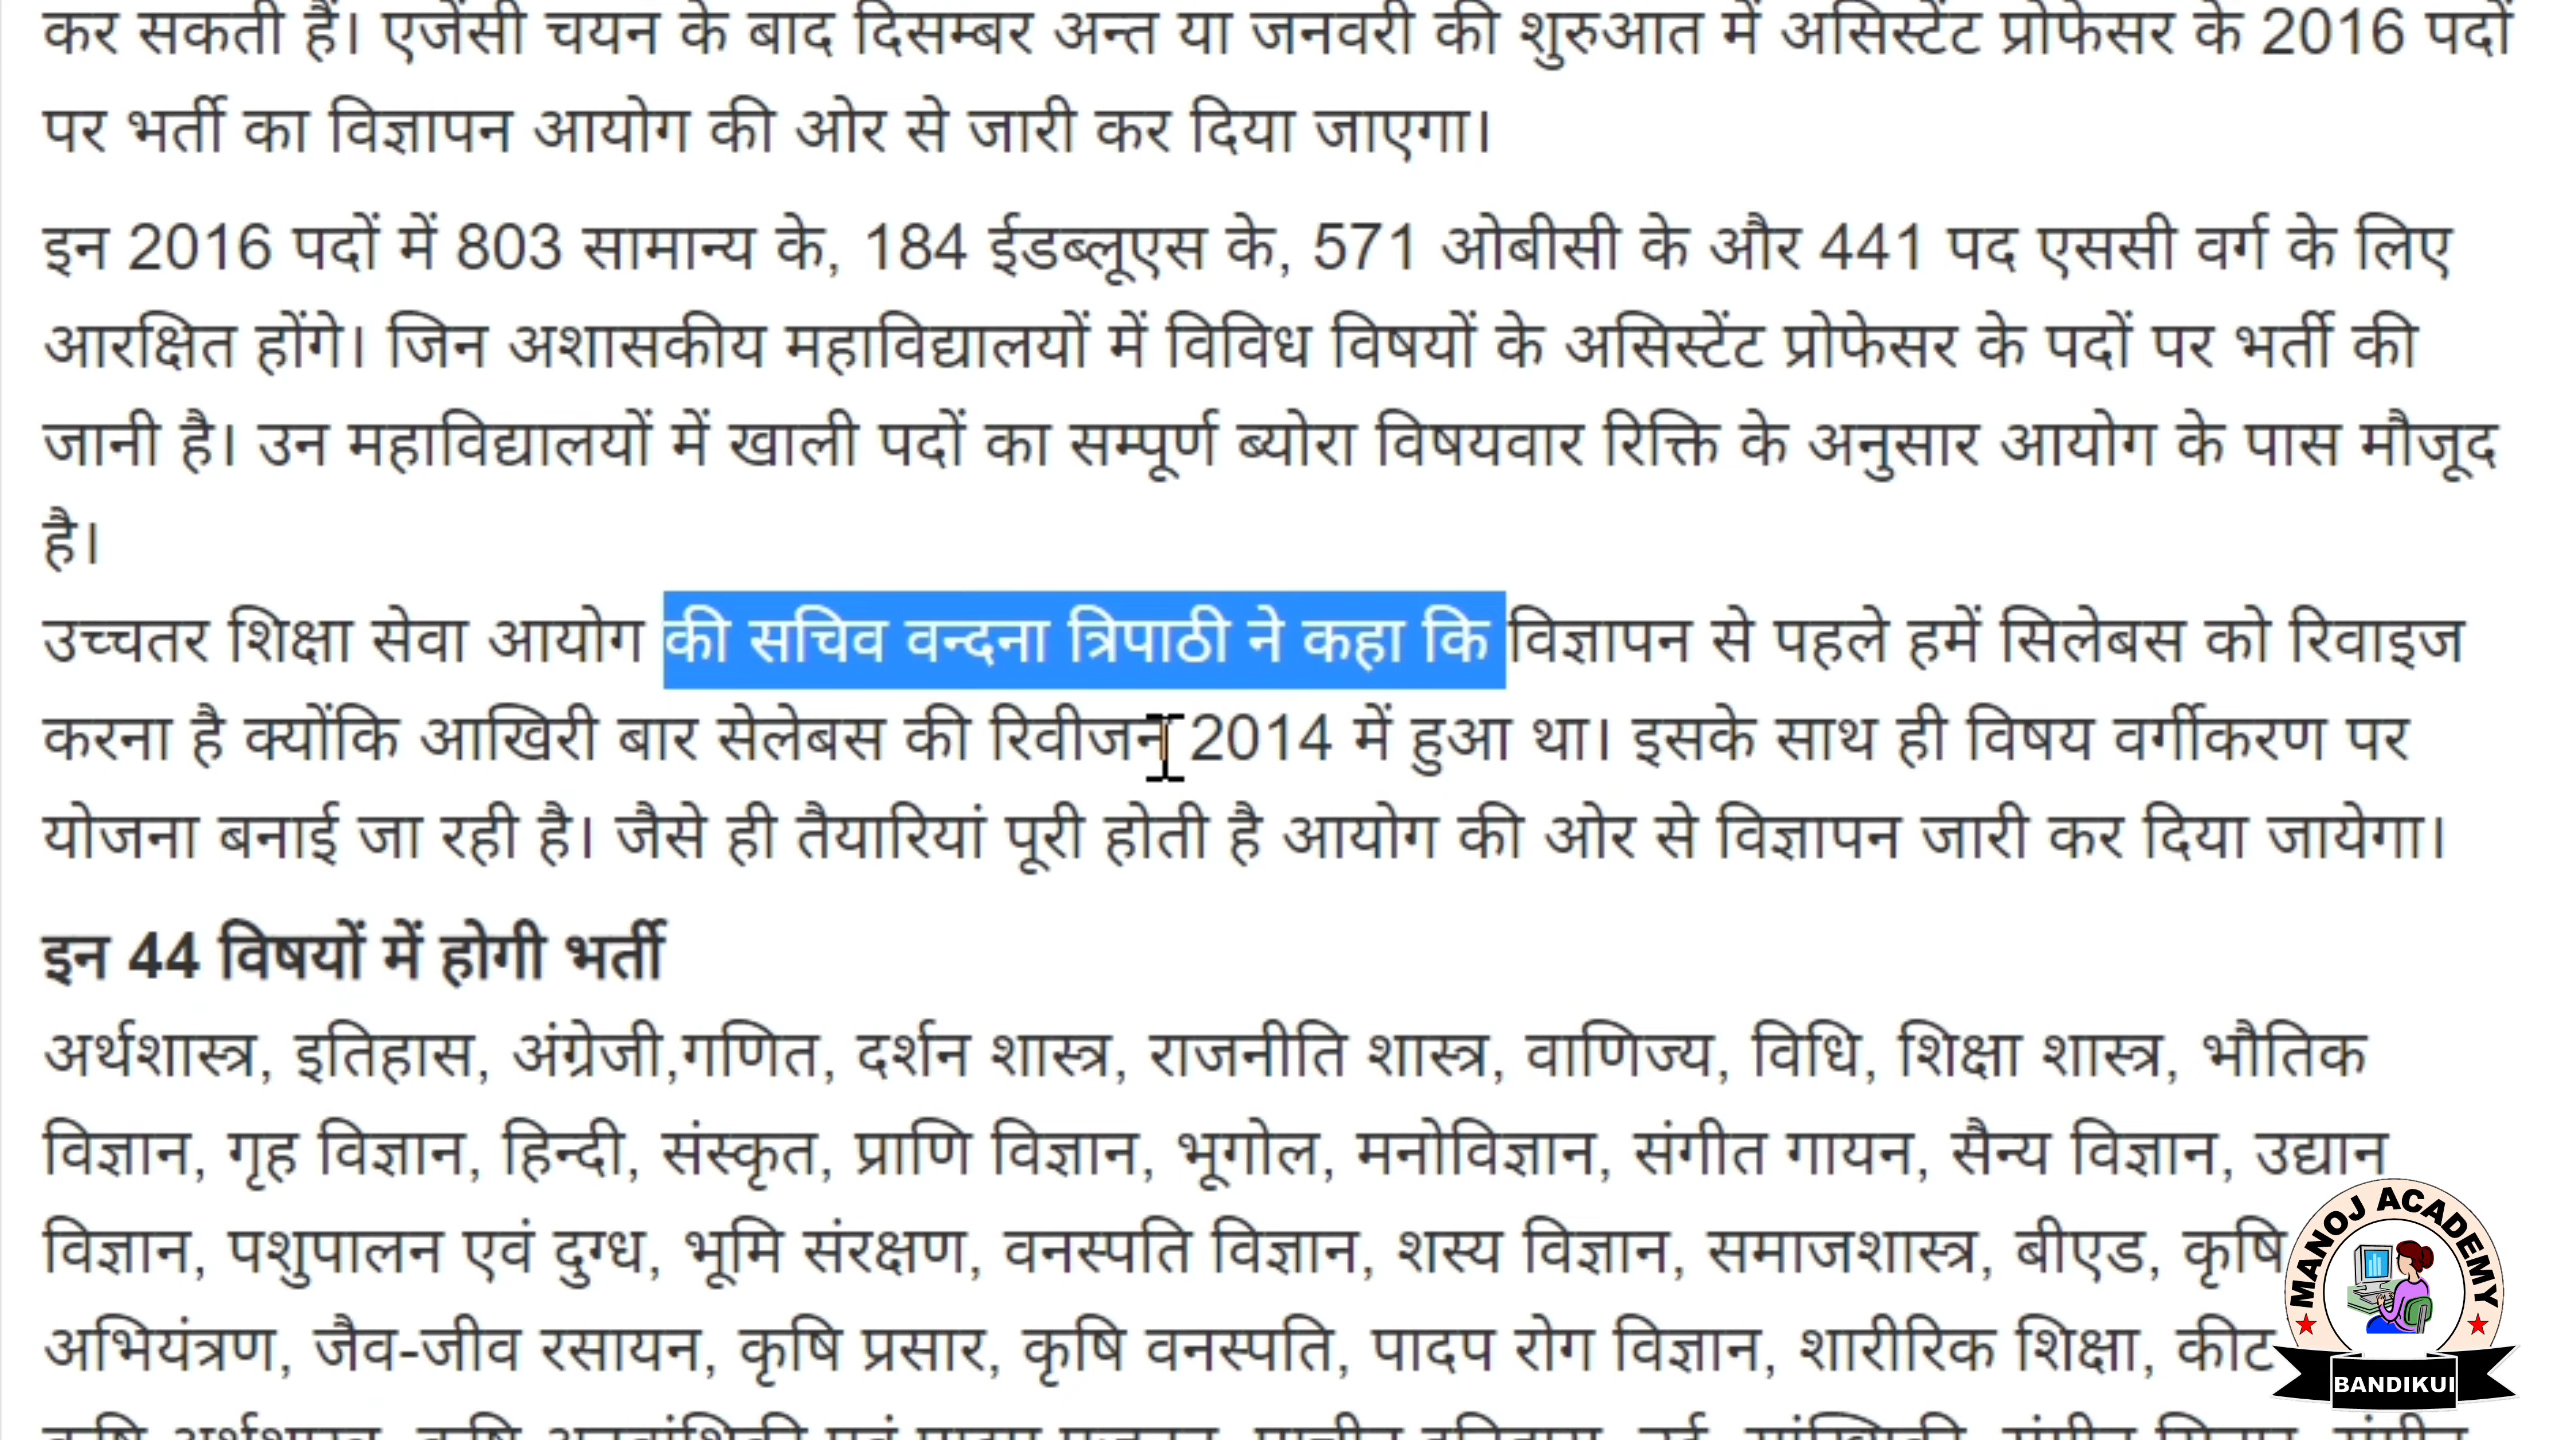 कर सकती हैं। एजेंसी चयन के बाद दिसम्बर अन्त या जनवरी की शुरुआत में असिस्टेंट प्रोफेसर के 2016 पदों
पर भर्ती का विज्ञापन आयोग की ओर से जारी कर दिया जाएगा।
इन 2016 पदों में 803 सामान्य के, 184 ईडब्लूएस के, 571 ओबीसी के और 441 पद एससी वर्ग के लिए
आरक्षित होंगे। जिन अशासकीय महाविद्यालयों में विविध विषयों के असिस्टेंट प्रोफेसर के पदों पर भर्ती की
जानी है। उन महाविद्यालयों में खाली पदों का सम्पूर्ण ब्योरा विषयवार रिक्ति के अनुसार आयोग के पास मौजूद
है।
उच्चतर शिक्षा सेवा आयोग की सचिव वन्दना त्रिपाठी ने कहा कि विज्ञापन से पहले हमें सिलेबस को रिवाइज
करना है क्योंकि आखिरी बार सेलेबस की रिवीजन 2014 में हुआ था। इसके साथ ही विषय वर्गीकरण पर
योजना बनाई जा रही है। जैसे ही तैयारियां पूरी होती है आयोग की ओर से विज्ञापन जारी कर दिया जायेगा।
इन 44 विषयों में होगी भर्ती
अर्थशास्त्र, इतिहास, अंग्रेजी,गणित, दर्शन शास्त्र, राजनीति शास्त्र, वाणिज्य, विधि, शिक्षा शास्त्र, भौतिक
विज्ञान, गृह विज्ञान, हिन्दी, संस्कृत, प्राणि विज्ञान, भूगोल, मनोविज्ञान, संगीत गायन, सैन्य विज्ञान, उद्यान
विज्ञान, पशुपालन एवं दुग्ध, भूमि संरक्षण, वनस्पति विज्ञान, शस्य विज्ञान, समाजशास्त्र, बीएड, कृषि
अभियंत्रण, जैव-जीव रसायन, कृषि प्रसार, कृषि वनस्पति, पादप रोग विज्ञान, शारीरिक शिक्षा, कीट
MANOJ ACADEMY
BANDIKUI